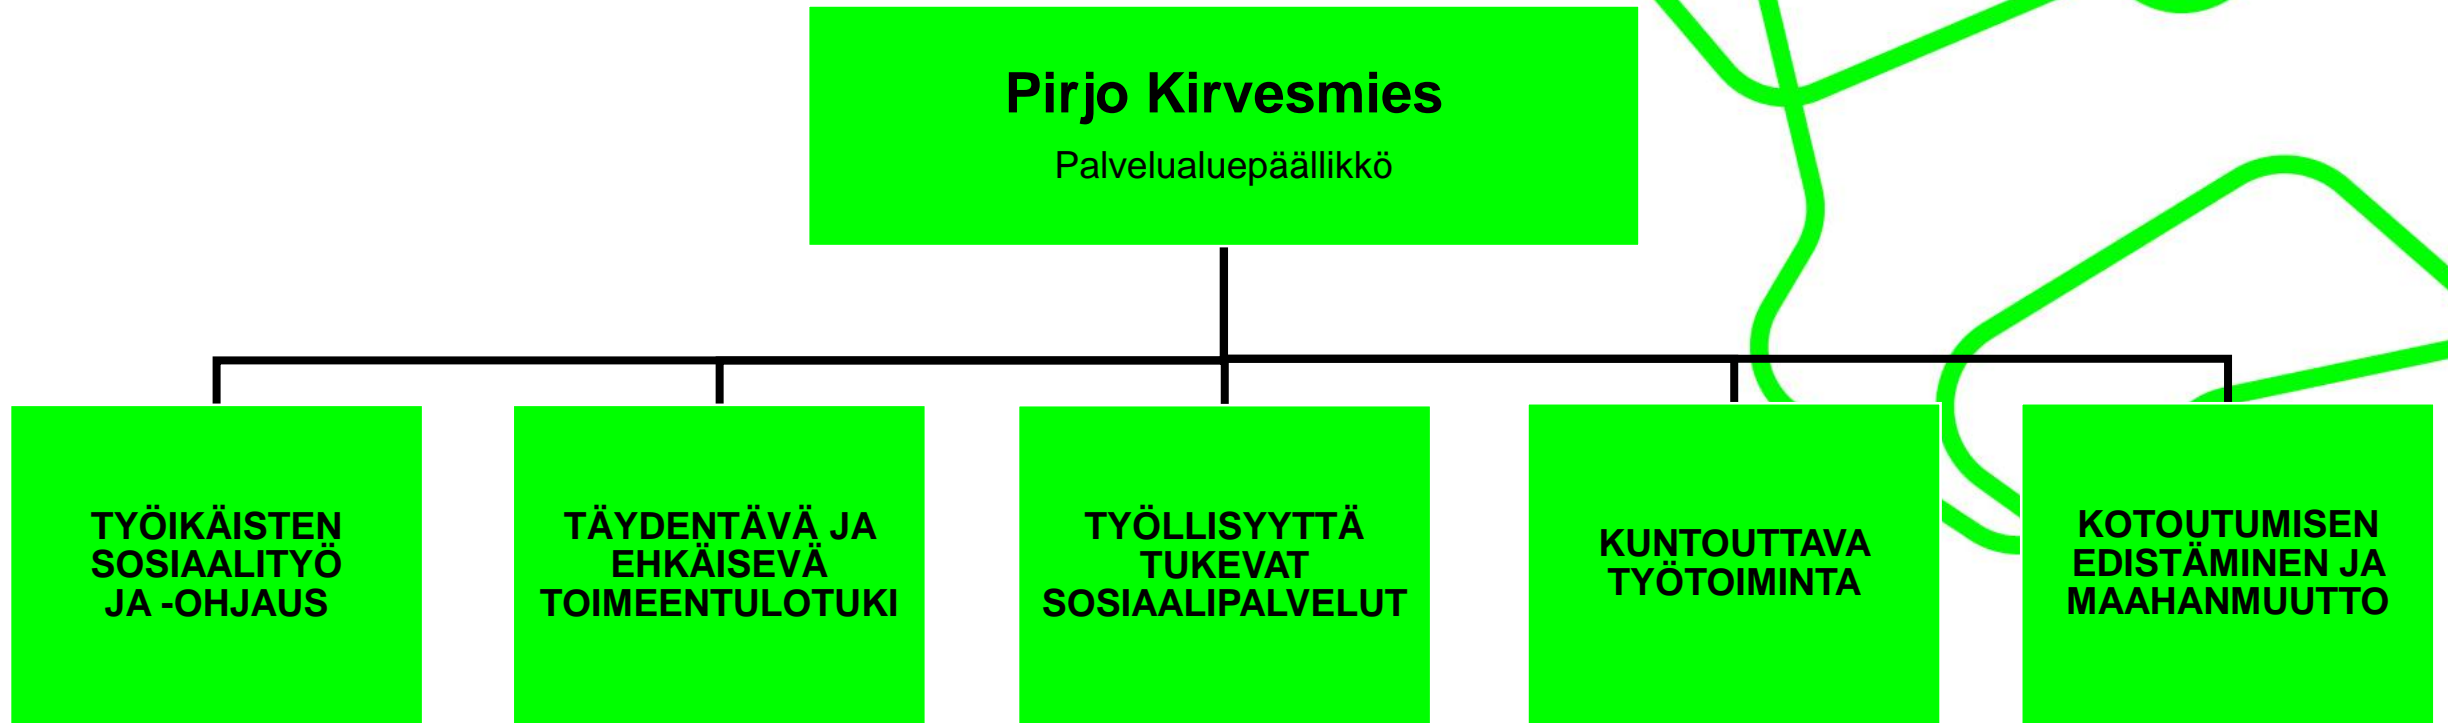 Pirjo Kirvesmies
Palvelualuepäällikkö
TYÖIKÄISTEN
SOSIAALITYÖ
JA -OHJAUS
TÄYDENTÄVÄ JA
EHKÄISEVÄ
TOIMEENTULOTUKI
TYÖLLISYYTTÄ
TUKEVAT
SOSIAALIPALVELUT
KUNTOUTTAVA
TYÖTOIMINTA
KOTOUTUMISEN
EDISTÄMINEN JA
MAAHANMUUTTO